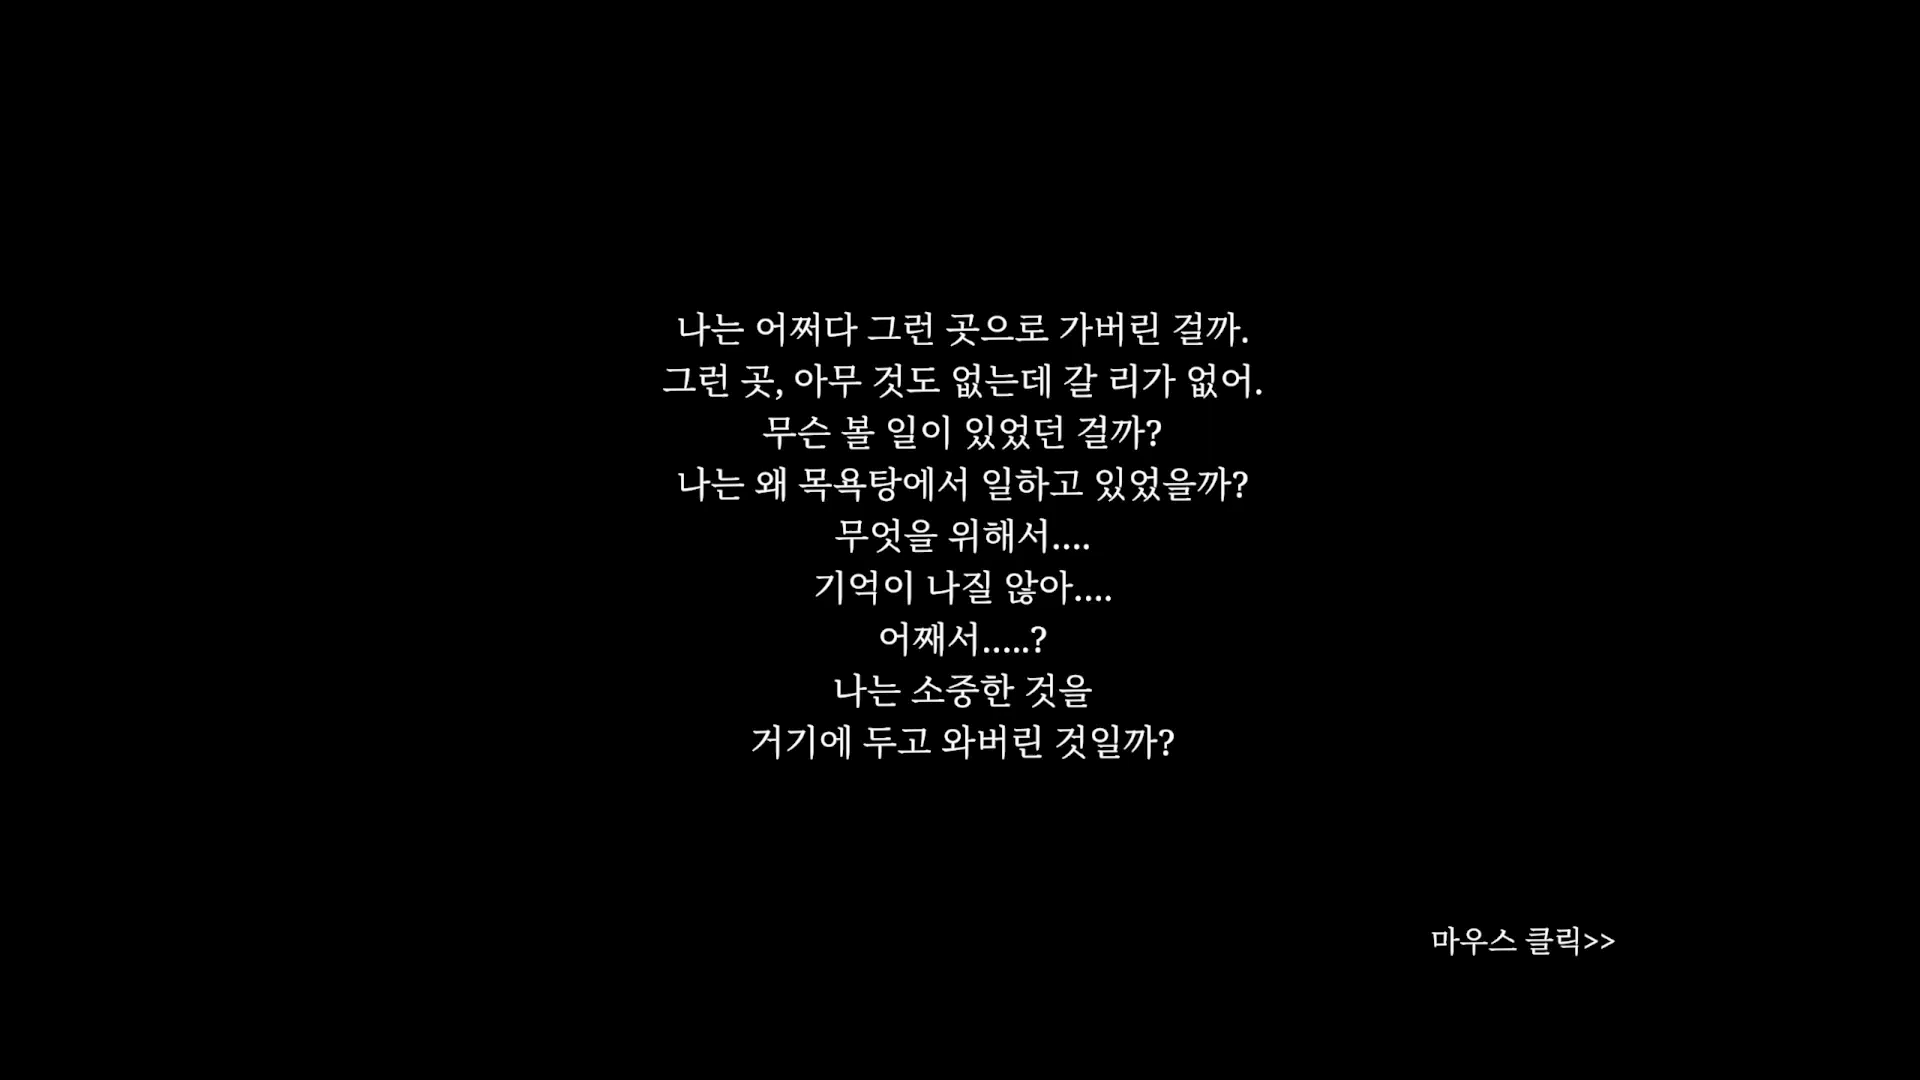 나는 어쩌다 그런 곳으로 가버린 걸까.
그런 곳, 아무 것도 없는데 갈 리가 없어.
무슨 볼 일이 있었던 걸까?
나는 왜 목욕탕에서 일하고 있었을까?
무엇을 위해서....
기억이 나질 않아....
어째서.....?
나는 소중한 것을
거기에 두고 와버린 것일까?
마우스 클릭>>